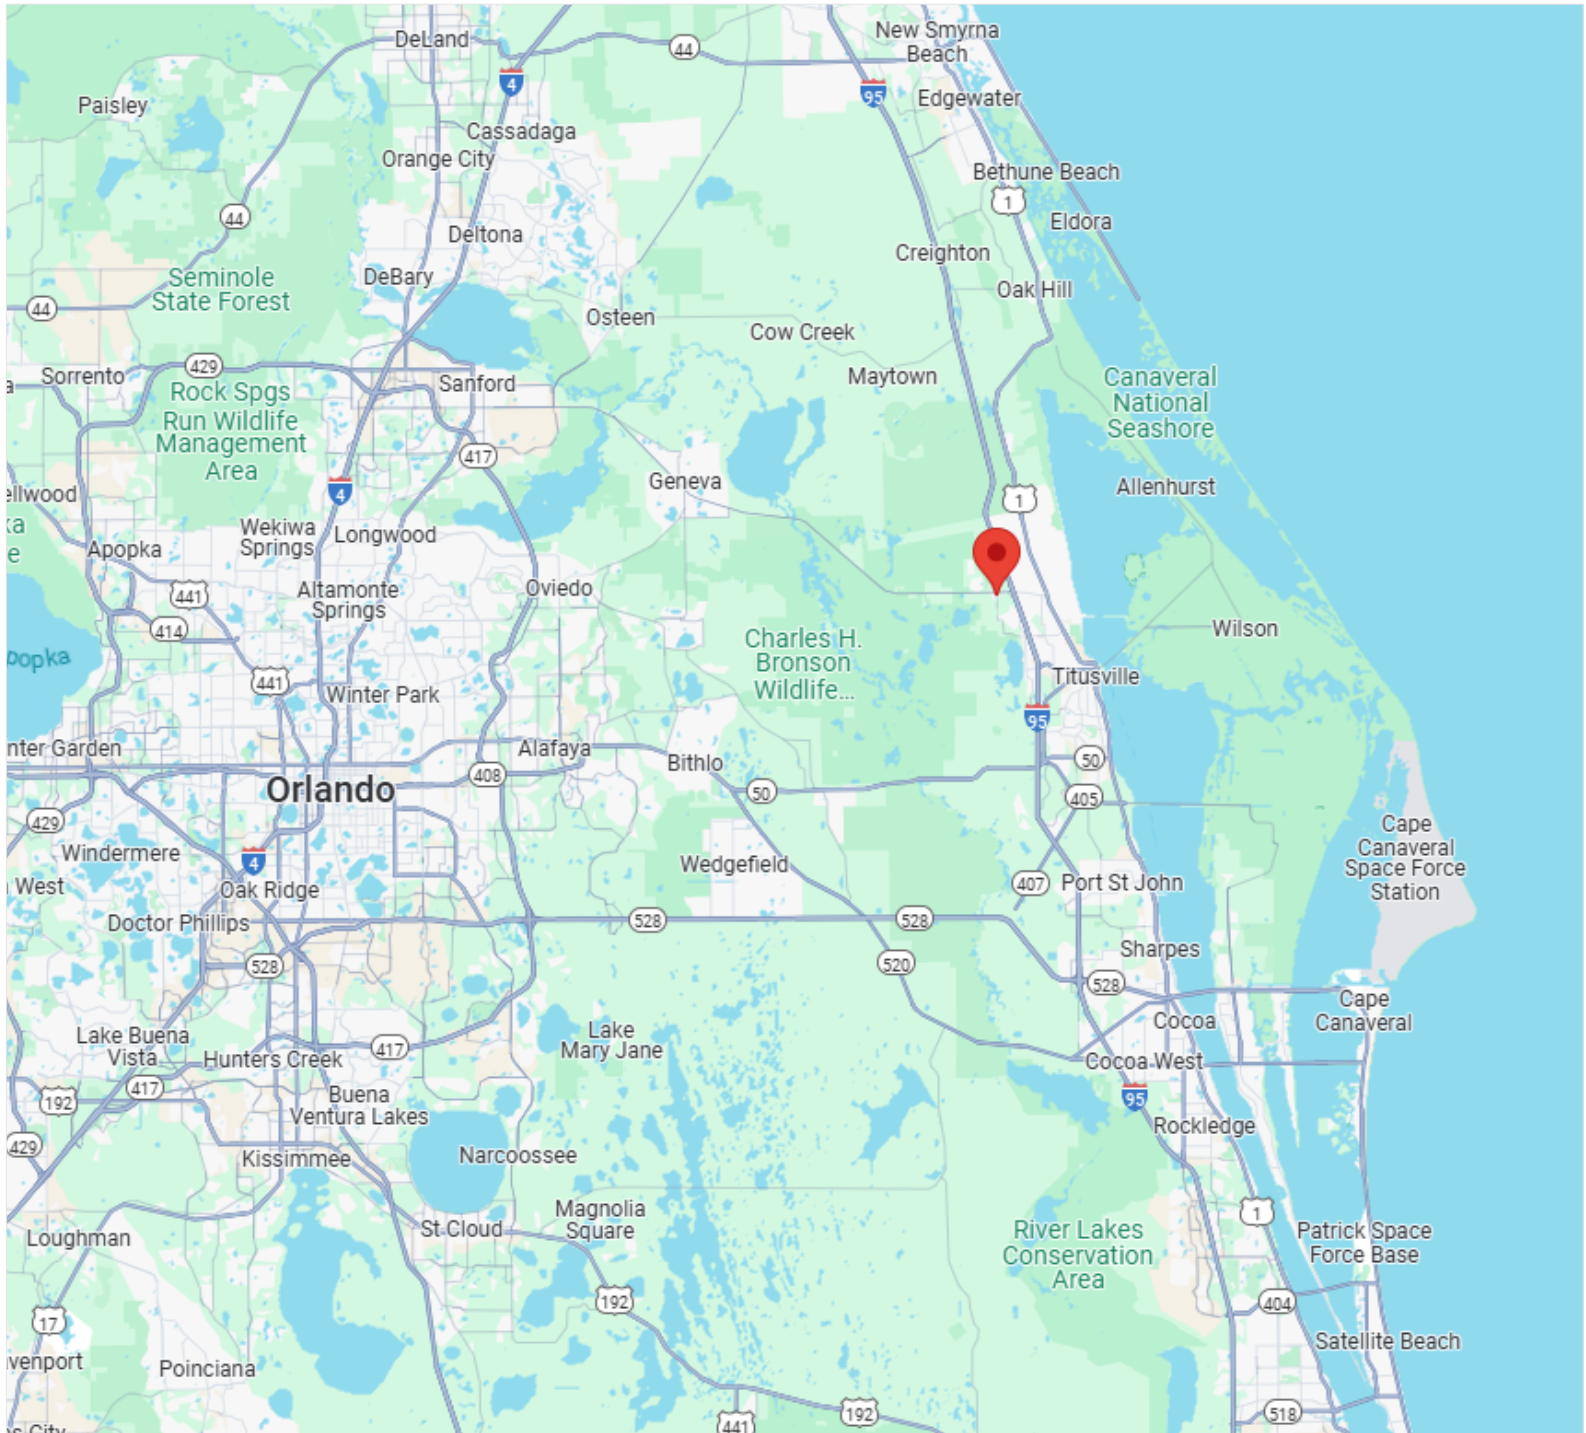 DeLand
44
New Smyrna
Beach
4
95
Edgewater
Paisley
Cassadaga
Orange City
Bethune Beach
1
Eldora
44
Deltona
Creighton
DeBary
Seminole
State Forest
Oak Hill
44
Osteen
Cow Creek
429
Sorrento
Sanford
Maytown
Rock Spgs
Run Wildlife
Management
Area
Canaveral
National
Seashore
417
4
Geneva
Allenhurst
1
ellwood
Wekiwa
Springs
Longwood
ka
e
Apopka
441
Altamonte
Springs
Oviedo
414
Wilson
Charles H.
Bronson
Wildlife...
popka
441
Winter Park
Titusville
95
nter Garden
Alafaya
Bithlo
50
408
Orlando
50
405
429
Windermere
4
Cape
Canaveral
Space Force
Station
Wedgefield
n West
Oak Ridge
407
Port St John
Doctor Phillips
528
528
528
520
Sharpes
528
Cape
Canaveral
Lake Buena
Vista
Hunters Creek
417
Lake
Mary Jane
Cocoa
Cocoa West
417
192
Buena
Ventura Lakes
95
Rockledge
429
Kissimmee
Narcoossee
Magnolia
Square
St Cloud
1
Loughman
River Lakes
Conservation
Area
Patrick Space
Force Base
192
404
17
Satellite Beach
avenport
Poinciana
192
441
518
s City